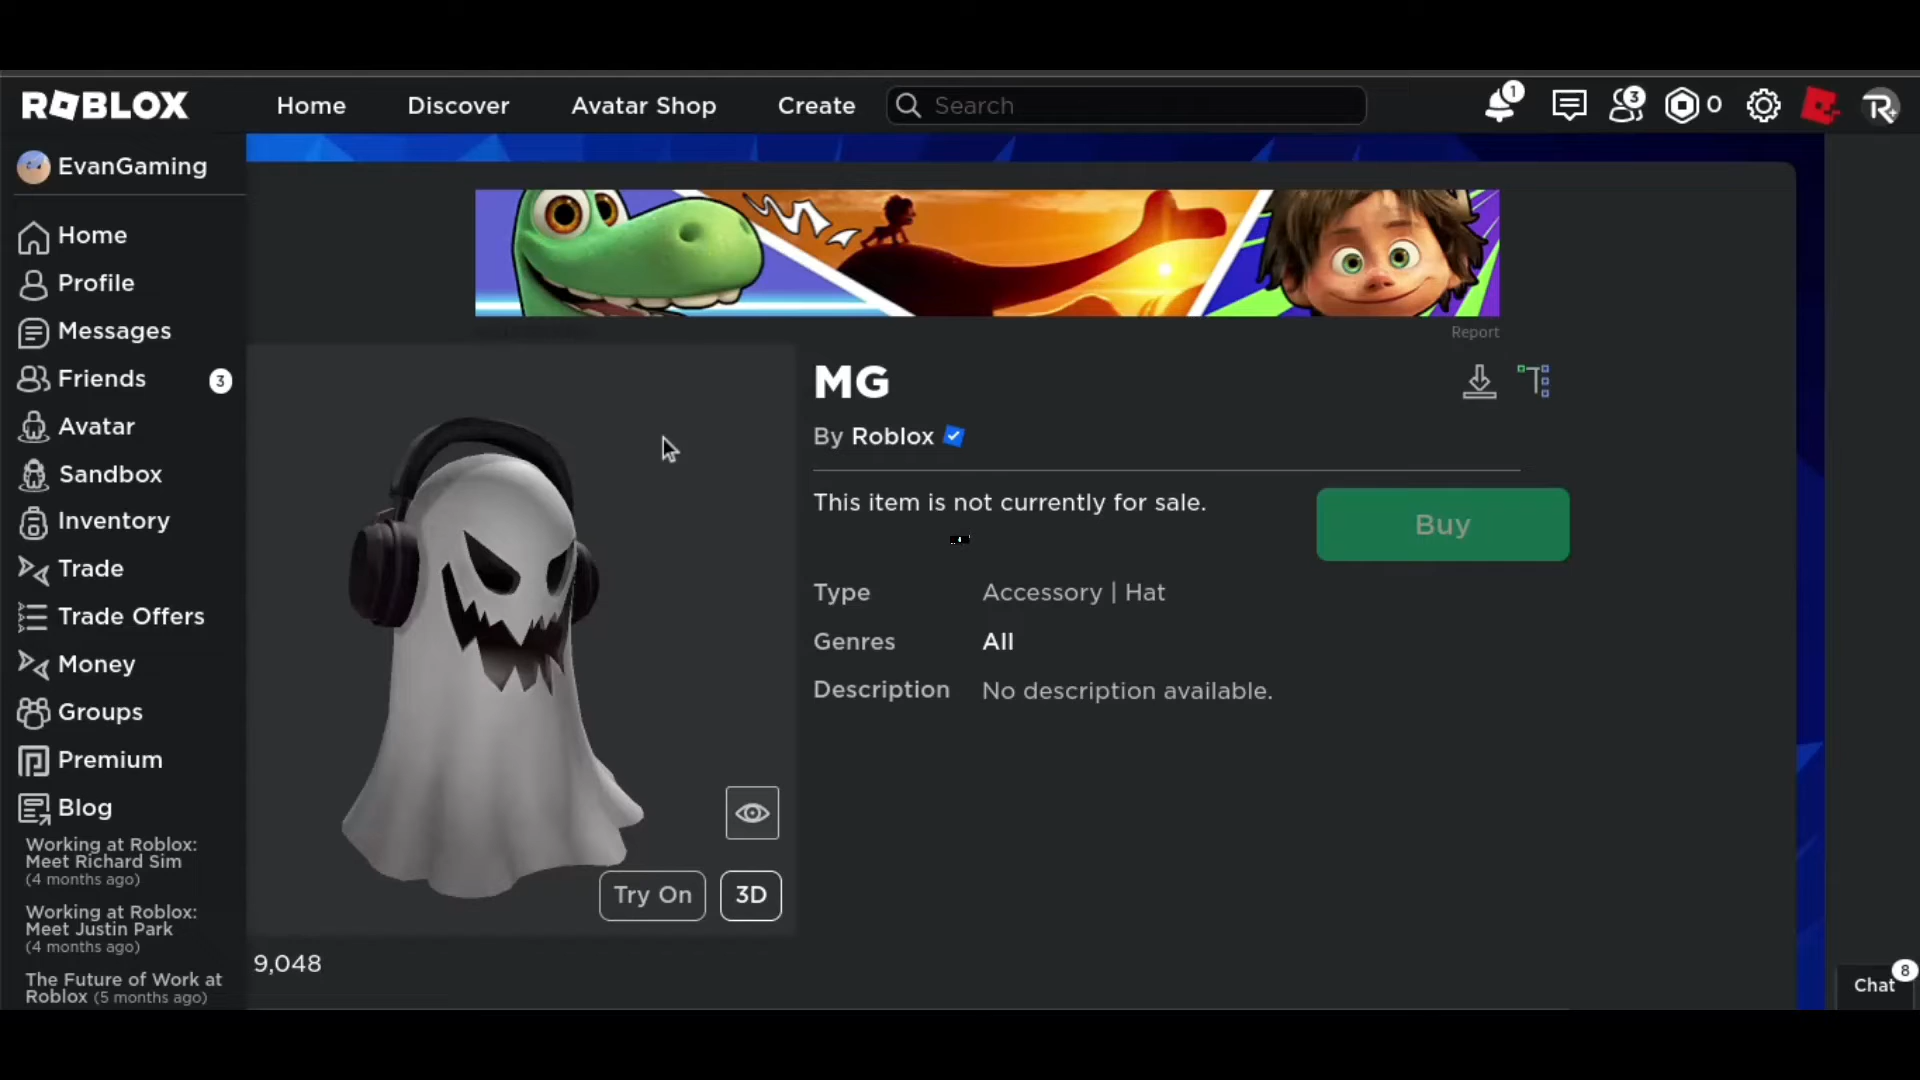 ROBLOX
Home
Discover
Avatar Shop
Create
Search
1
3
0
EvanGaming
Home
Profile
Messages
Friends
3
Avatar
Sandbox
Inventory
Trade
Trade Offers
Money
Groups
Premium
Blog
Working at Roblox:
Meet Richard Sim
(4 months ago)
Working at Roblox:
Meet Justin Park
(4 months ago)
The Future of Work at
Roblox (5 months ago)
Report
MG
By Roblox
This item is not currently for sale.
Buy
Type
Accessory | Hat
Genres
All
Description
No description available.
Try On
3D
9,048
Chat
8